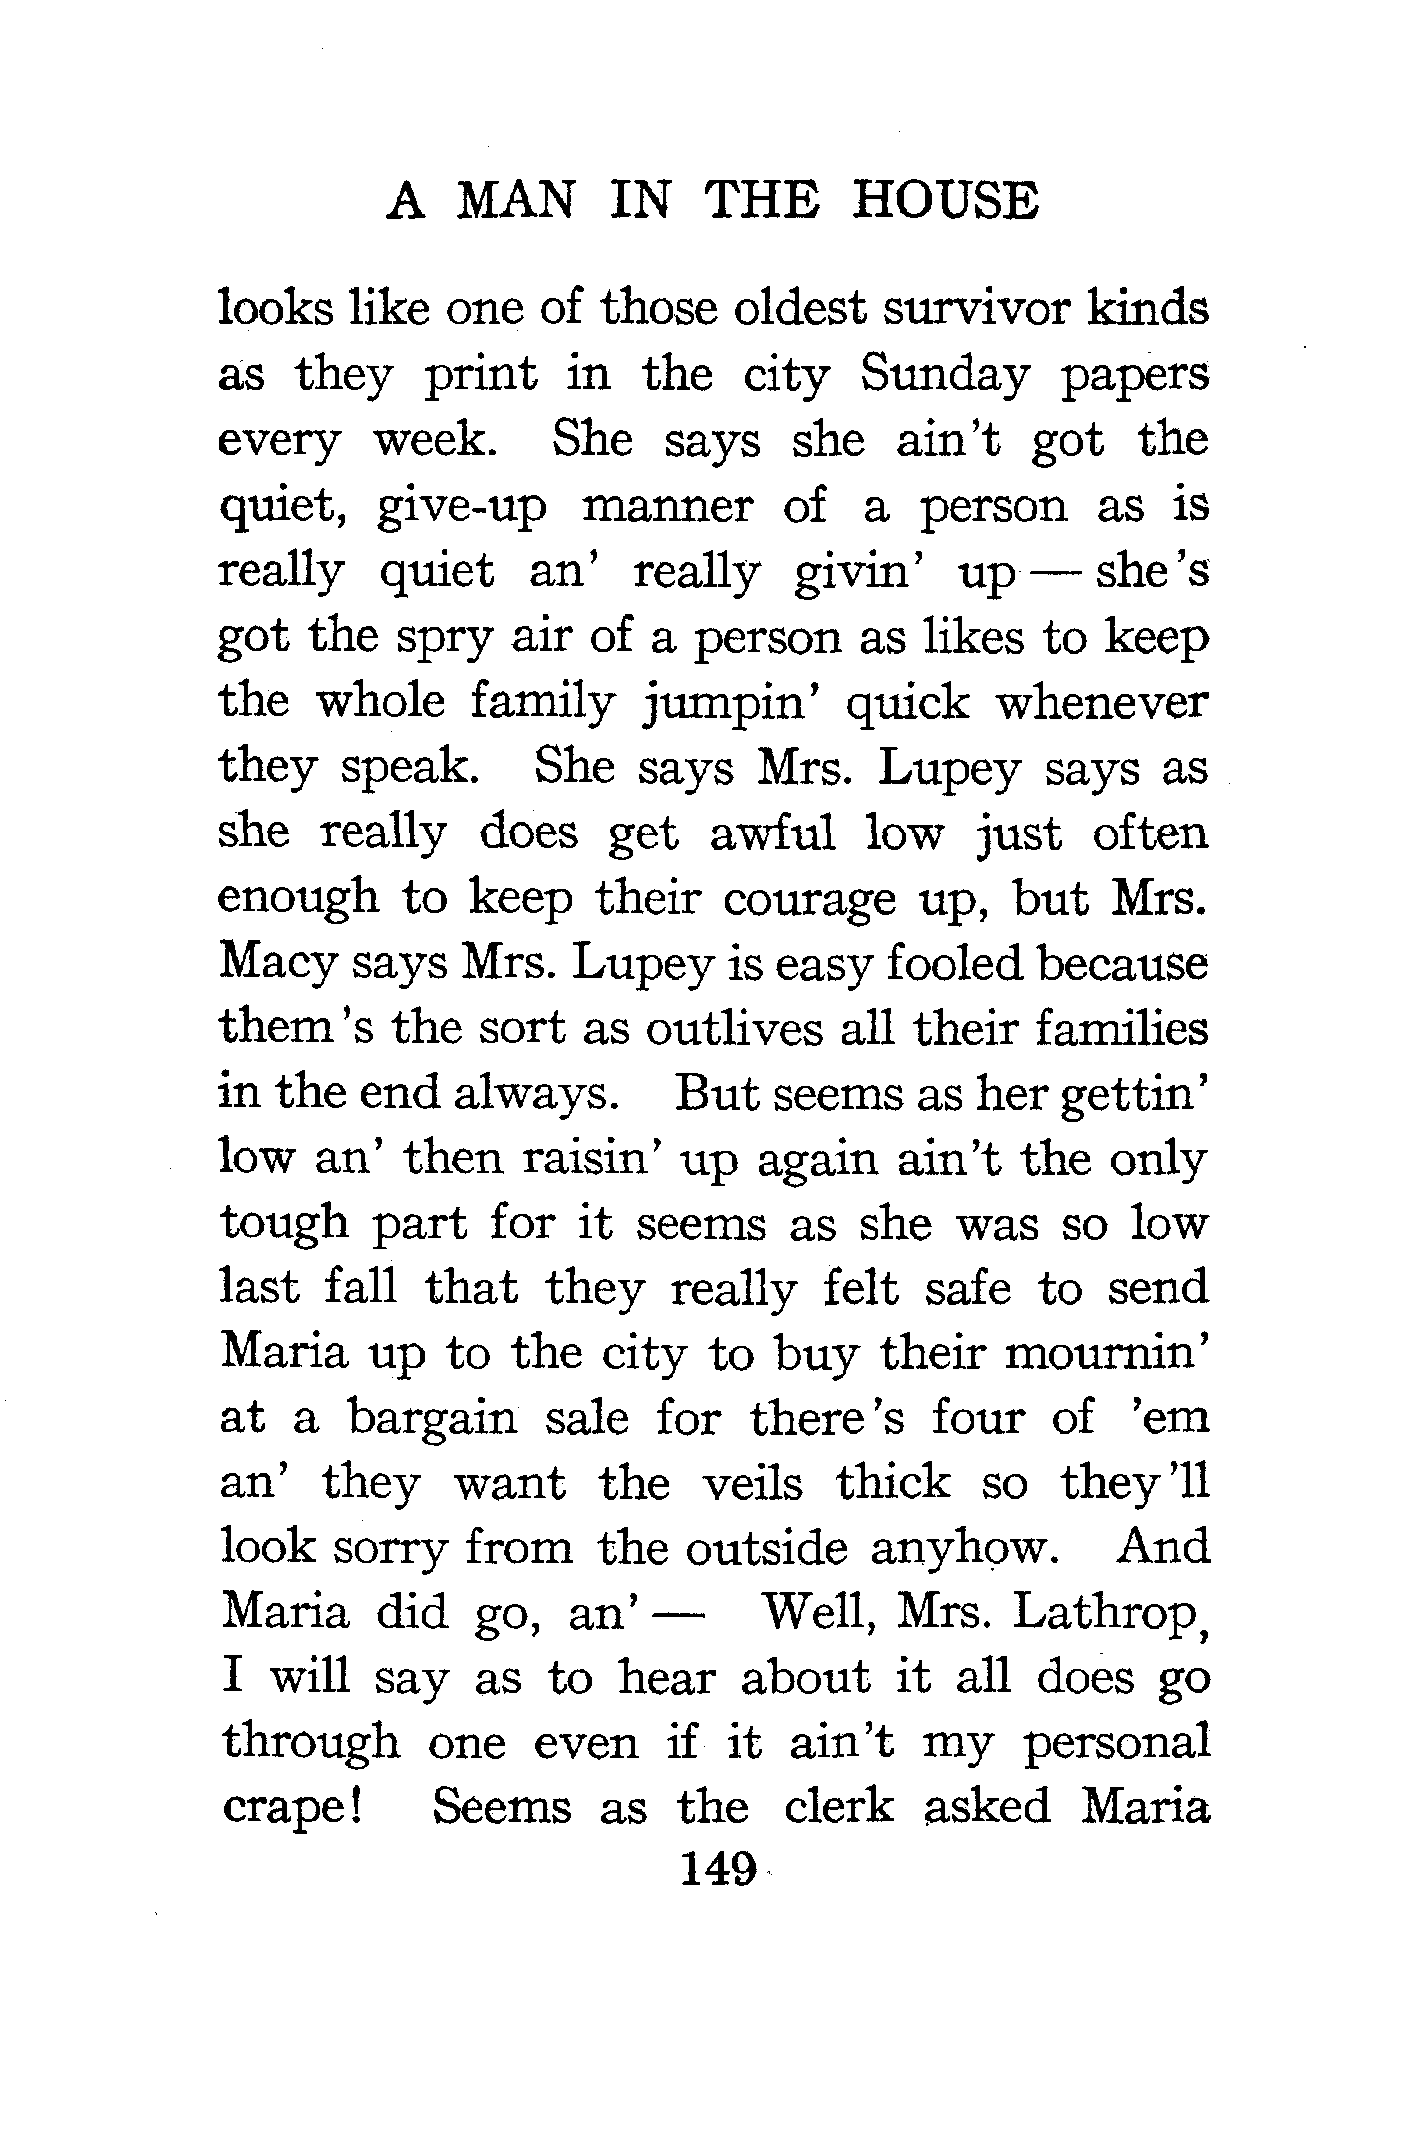 A MAN IN THE HOUSE
looks like one of those oldest survivor kinds
as they print in the city Sunday papers
every week. She says she ain't got the
quiet, give-up manner of a person as is
really quiet an' really givin' up — she's
got the spry air of a person as likes to keep
the whole family jumpin' quick whenever
they speak. She says Mrs. Lupey says as
she really does get awful low just often
enough to keep their courage up, but Mrs.
Macy says Mrs. Lupey is easy fooled because
them's the sort as outlives all their families
in the end always. But seems as her gettin'
low an' then raisin' up again ain't the only
tough part for it seems as she was so low
last fall that they really felt safe to send
Maria up to the city to buy their mournin'
at a bargain sale for there's four of 'em
an' they want the veils thick so they'll
look sorry from the outside anyhow. And
Maria did go, an' — Well, Mrs. Lathrop,
I will say as to hear about it all does go
through one even if it ain't my personal
crape! Seems as the clerk asked Maria
149